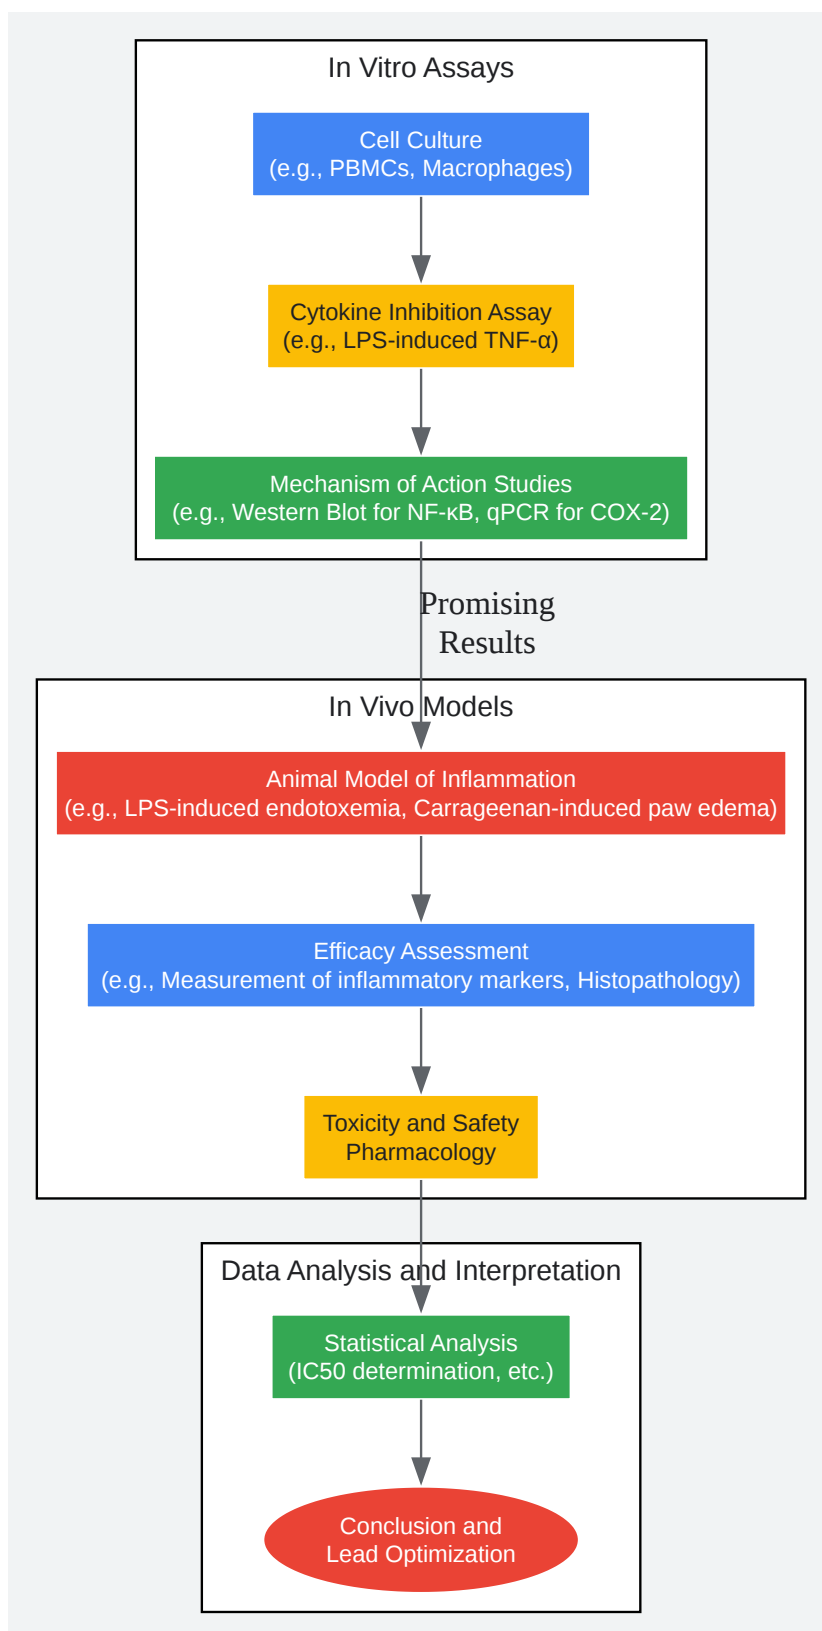 In Vitro Assays
Cell Culture
(e.g., PBMCs, Macrophages)
Cytokine Inhibition Assay
(e.g., LPS-induced TNF-α)
Mechanism of Action Studies
(e.g., Western Blot for NF-κB, qPCR for COX-2)
Promising
Results
In Vivo Models
Animal Model of Inflammation
(e.g., LPS-induced endotoxemia, Carrageenan-induced paw edema)
Efficacy Assessment
(e.g., Measurement of inflammatory markers, Histopathology)
Toxicity and Safety
Pharmacology
Data Analysis and Interpretation
Statistical Analysis
(IC50 determination, etc.)
Conclusion and
Lead Optimization